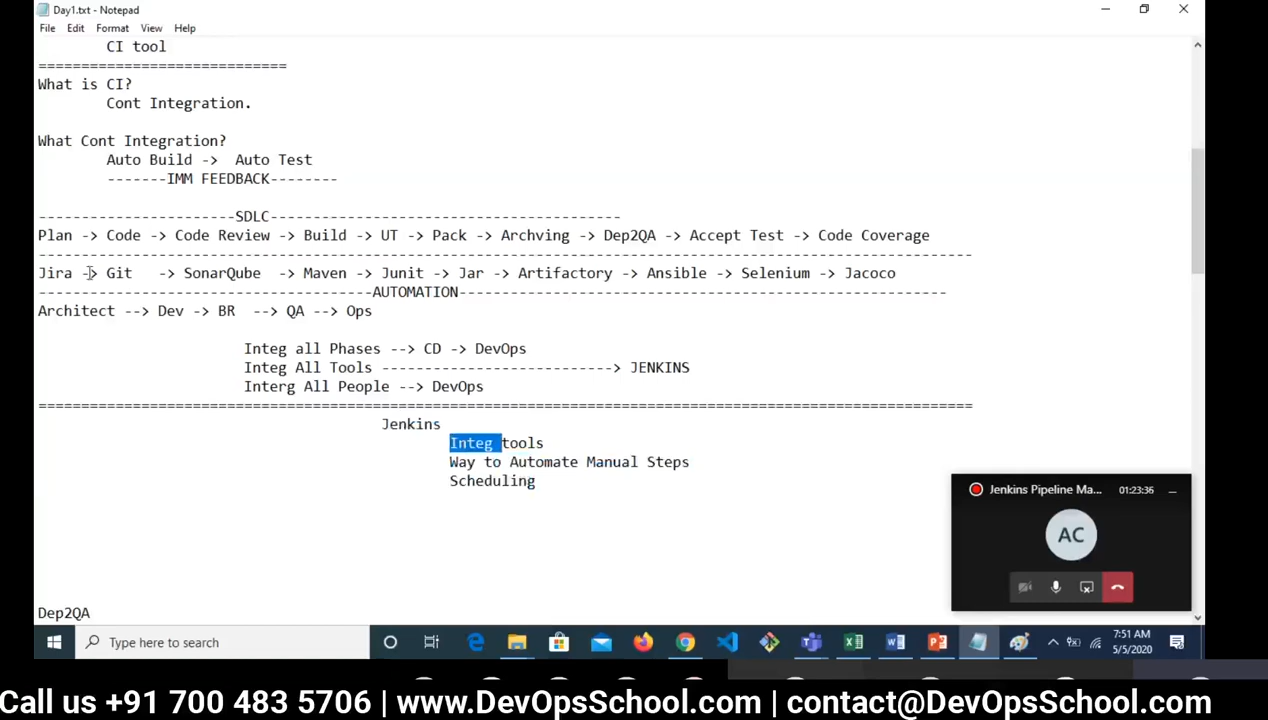 Day1.txt - Notepad
File Edit Format View Help
CI tool
============================
What is CI?
Cont Integration.
What Cont Integration?
Auto Build -> Auto Test
-------IMM FEEDBACK--------
-----------------------SDLC-----------------------------------------
Plan -> Code -> Code Review -> Build -> UT -> Pack -> Archving -> Dep2QA -> Accept Test -> Code Coverage
-------------------------------------------------------------------------------------------------------------
Jira -> Git -> SonarQube -> Maven -> Junit -> Jar -> Artifactory -> Ansible -> Selenium -> Jacoco
---------------------------------------AUTOMATION---------------------------------------------------------
Architect --> Dev -> BR --> QA --> Ops
Integ all Phases --> CD -> DevOps
Integ All Tools ---------------------------> JENKINS
Interg All People --> DevOps
=============================================================================================================
Jenkins
Integ tools
Way to Automate Manual Steps
Scheduling
Jenkins Pipeline Ma... 01:23:36
AC
Dep2QA
Type here to search
7:51 AM
5/5/2020
Call us +91 700 483 5706 | www.DevOpsSchool.com | contact@DevOpsSchool.com